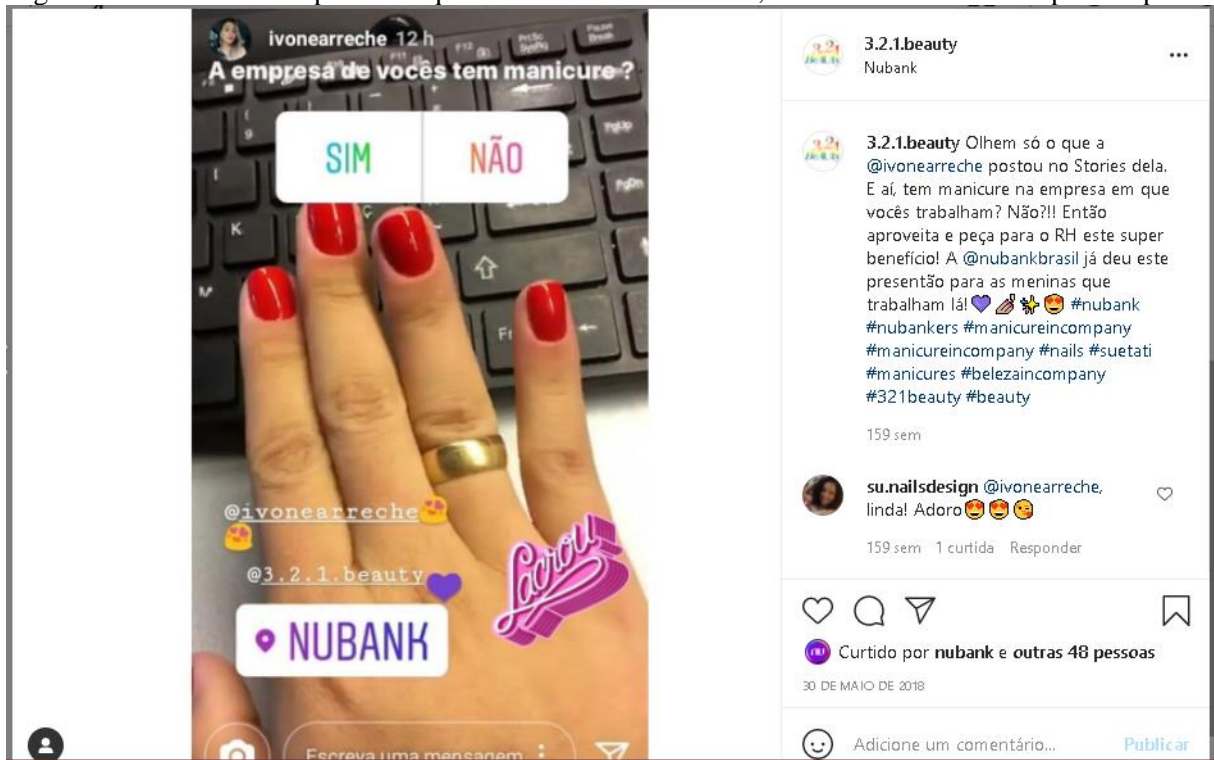 ivonearreche 12 h
A empresa de vocês tem manicure ?
SIM
NÃO
@ivonearreche
@3.2.1.beauty
Lacrou
NUBANK
Escreva uma mensagem
3.2.1.beauty
Nubank
3.2.1.beauty Olhem só o que a
@ivonearreche postou no Stories dela.
E aí, tem manicure na empresa em que
vocês trabalham? Não?!! Então
aproveita e peça para o RH este super
benefício! A @nubankbrasil já deu este
presentão para as meninas que
trabalham lá! 💜 💅 ✨ 😍 #nubank
#nubankers #manicureincompany
#manicureincompany #nails #suetati
#manicures #belezaincompany
#321beauty #beauty
159 sem
su.nailsdesign @ivonearreche,
linda! Adoro 😍 😍 😘
159 sem 1 curtida Responder
Curtido por nubank e outras 48 pessoas
30 DE MAIO DE 2018
Adicione um comentário... Publicar